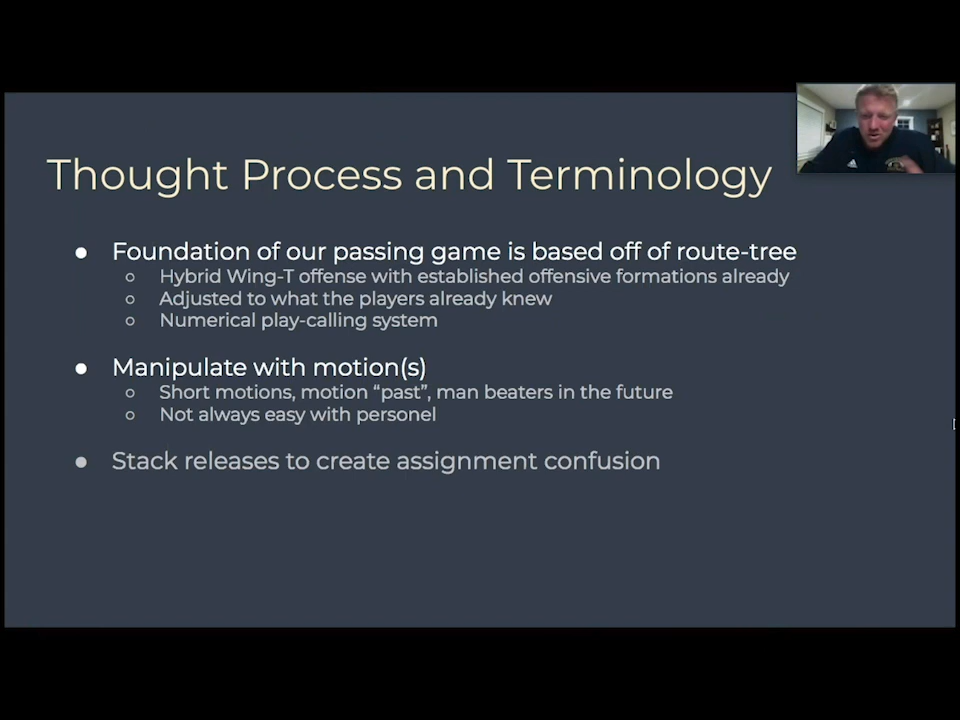 Thought Process and Terminology
● Foundation of our passing game is based off of route-tree
○ Hybrid Wing-T offense with established offensive formations already
○ Adjusted to what the players already knew
○ Numerical play-calling system
● Manipulate with motion(s)
○ Short motions, motion “past”, man beaters in the future
○ Not always easy with personel
● Stack releases to create assignment confusion